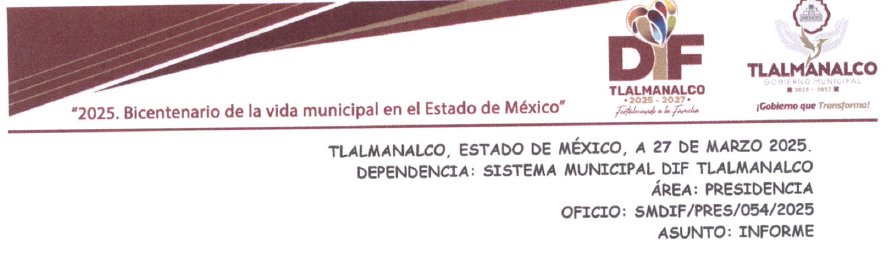 DIF
TLALMANALCO
• 2025 - 2027 •
Fortaleciendo a la Familia
TLALMANALCO
GOBIERNO MUNICIPAL
¡Gobierno que Transforma!
"2025. Bicentenario de la vida municipal en el Estado de México"
TLALMANALCO, ESTADO DE MÉXICO, A 27 DE MARZO 2025.
DEPENDENCIA: SISTEMA MUNICIPAL DIF TLALMANALCO
ÁREA: PRESIDENCIA
OFICIO: SMDIF/PRES/054/2025
ASUNTO: INFORME